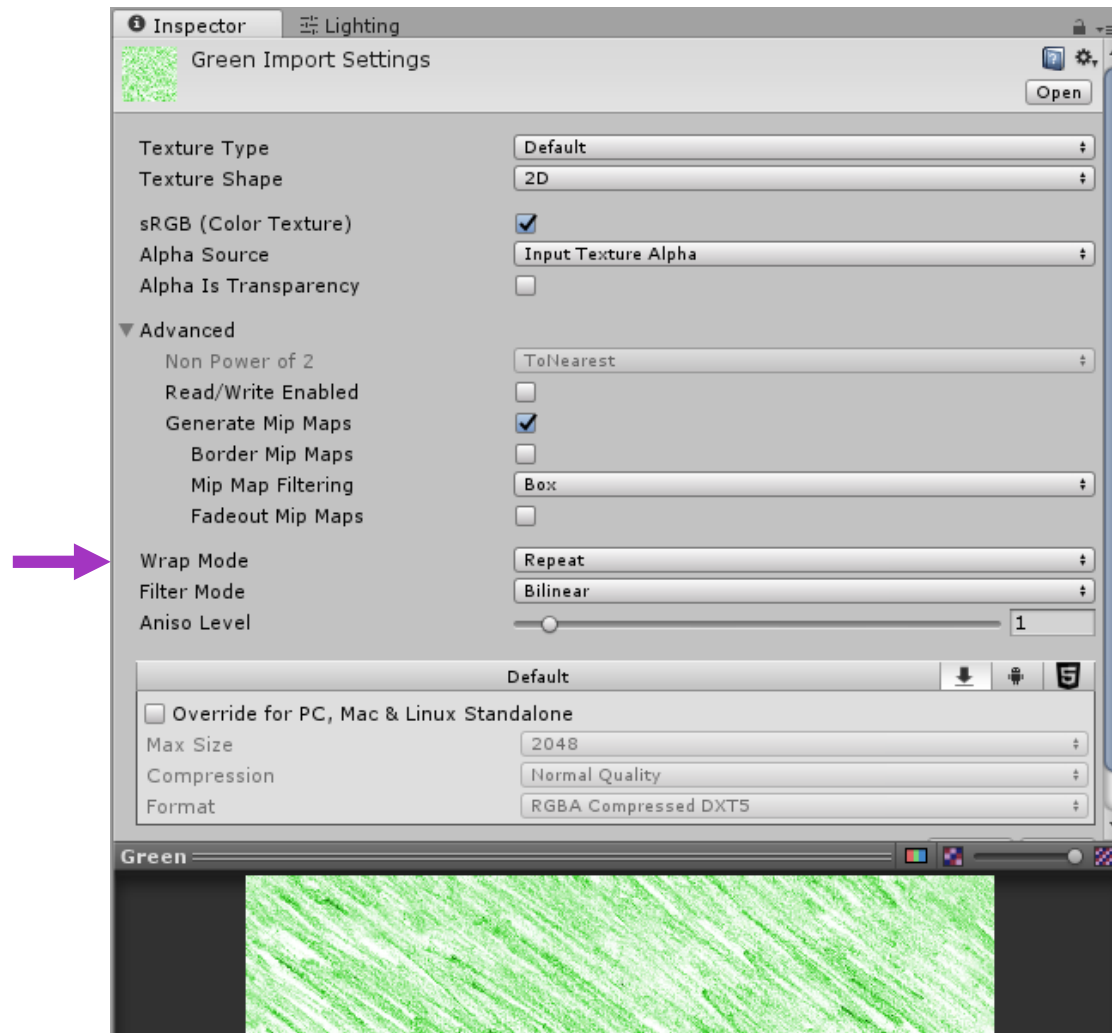 Inspector Lighting
Green Import Settings
Open
Texture Type Default
Texture Shape 2D
sRGB (Color Texture)
Alpha Source Input Texture Alpha
Alpha Is Transparency
Advanced
Non Power of 2 ToNearest
Read/Write Enabled
Generate Mip Maps
Border Mip Maps
Mip Map Filtering Box
Fadeout Mip Maps
Wrap Mode Repeat
Filter Mode Bilinear
Aniso Level 1
Default
Override for PC, Mac & Linux Standalone
Max Size 2048
Compression Normal Quality
Format RGBA Compressed DXT5
Green